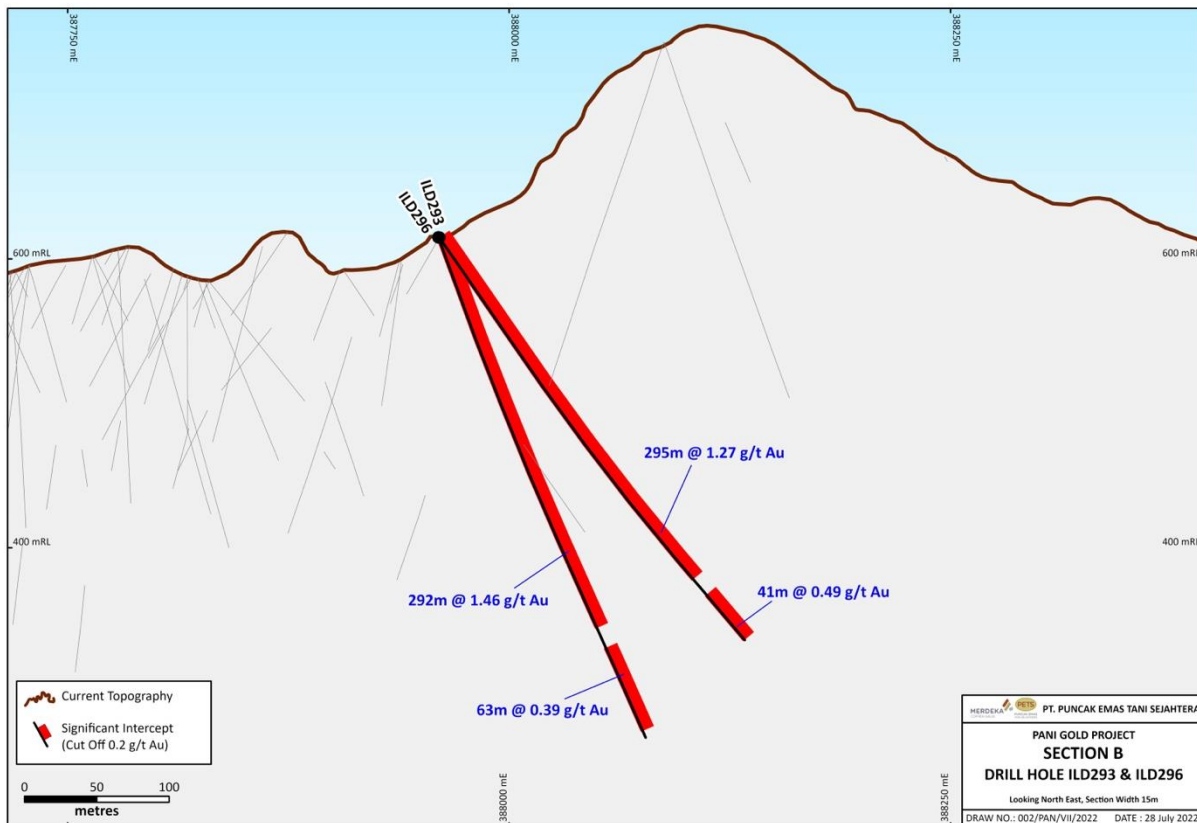 387750 mE
388000 mE
388250 mE
ILD293
ILD296
600 mRL
600 mRL
295m @ 1.27 g/t Au
400 mRL
400 mRL
292m @ 1.46 g/t Au
41m @ 0.49 g/t Au
63m @ 0.39 g/t Au
Current Topography
Significant Intercept
(Cut Off 0.2 g/t Au)
0 50 100
metres
388000 mE
388250 mE
MERDEKA PETS PT. PUNCAK EMAS TANI SEJAHTERA
PANI GOLD PROJECT
SECTION B
DRILL HOLE ILD293 & ILD296
Looking North East, Section Width 15m
DRAW NO.: 002/PAN/VII/2022 DATE : 28 July 2022